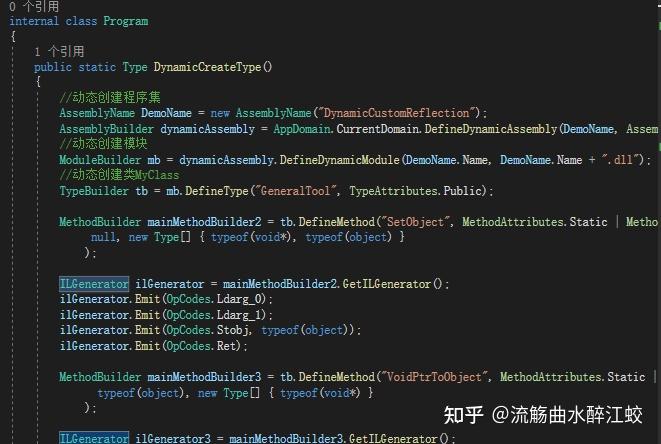 0 个引用
internal class Program
{
1 个引用
public static Type DynamicCreateType()
{
//动态创建程序集
AssemblyName DemoName = new AssemblyName("DynamicCustomReflection");
AssemblyBuilder dynamicAssembly = AppDomain.CurrentDomain.DefineDynamicAssembly(DemoName, Assem
//动态创建模块
ModuleBuilder mb = dynamicAssembly.DefineDynamicModule(DemoName.Name, DemoName.Name + ".dll");
//动态创建类MyClass
TypeBuilder tb = mb.DefineType("GeneralTool", TypeAttributes.Public);
MethodBuilder mainMethodBuilder2 = tb.DefineMethod("SetObject", MethodAttributes.Static | Metho
null, new Type[] { typeof(void*), typeof(object) }
);
ILGenerator ilGenerator = mainMethodBuilder2.GetILGenerator();
ilGenerator.Emit(OpCodes.Ldarg_0);
ilGenerator.Emit(OpCodes.Ldarg_1);
ilGenerator.Emit(OpCodes.Stobj, typeof(object));
ilGenerator.Emit(OpCodes.Ret);
MethodBuilder mainMethodBuilder3 = tb.DefineMethod("VoidPtrToObject", MethodAttributes.Static |
typeof(object), new Type[] { typeof(void*) }
);
知乎 @流觞曲水醉江蛟
ILGenerator ilGenerator3 = mainMethodBuilder3.GetILGenerator();